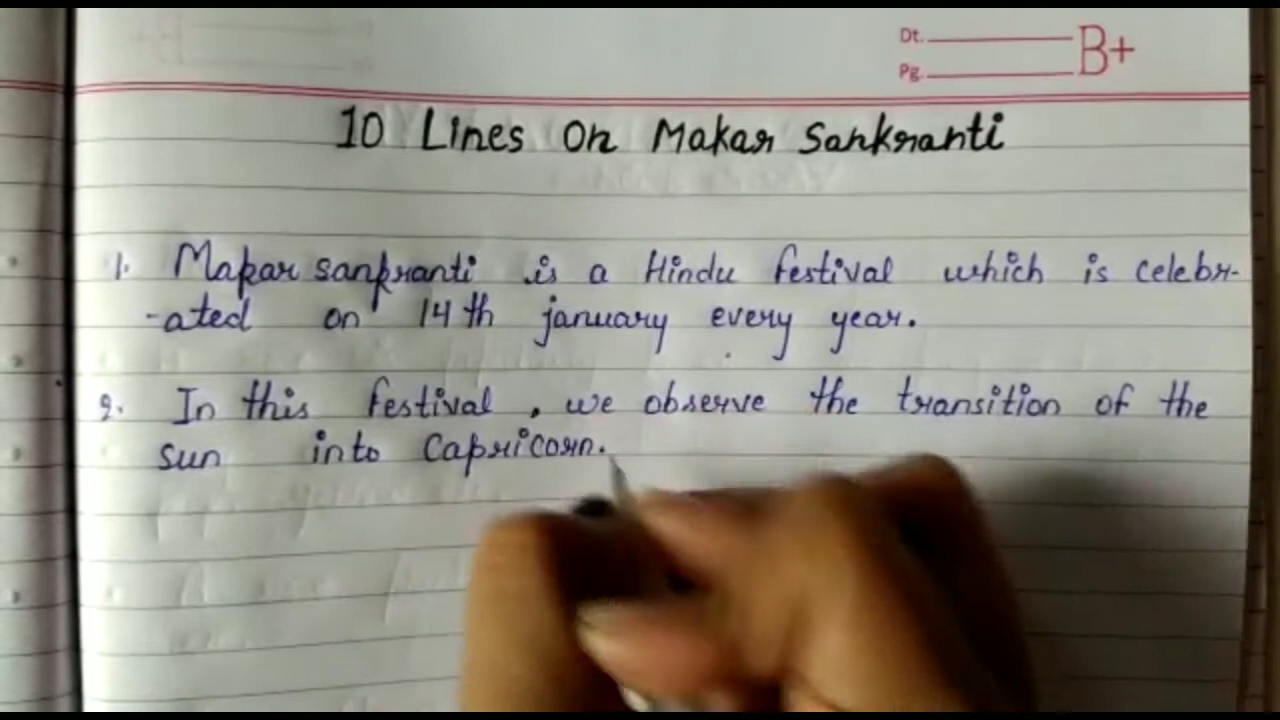 Dt.
Pg.
B+
10 Lines On Makar Sankranti
1. Makar sankranti is a Hindu festival which is celebr-
-ated on 14th january every year.
2. In this festival, we observe the transition of the
sun into Capricorn.